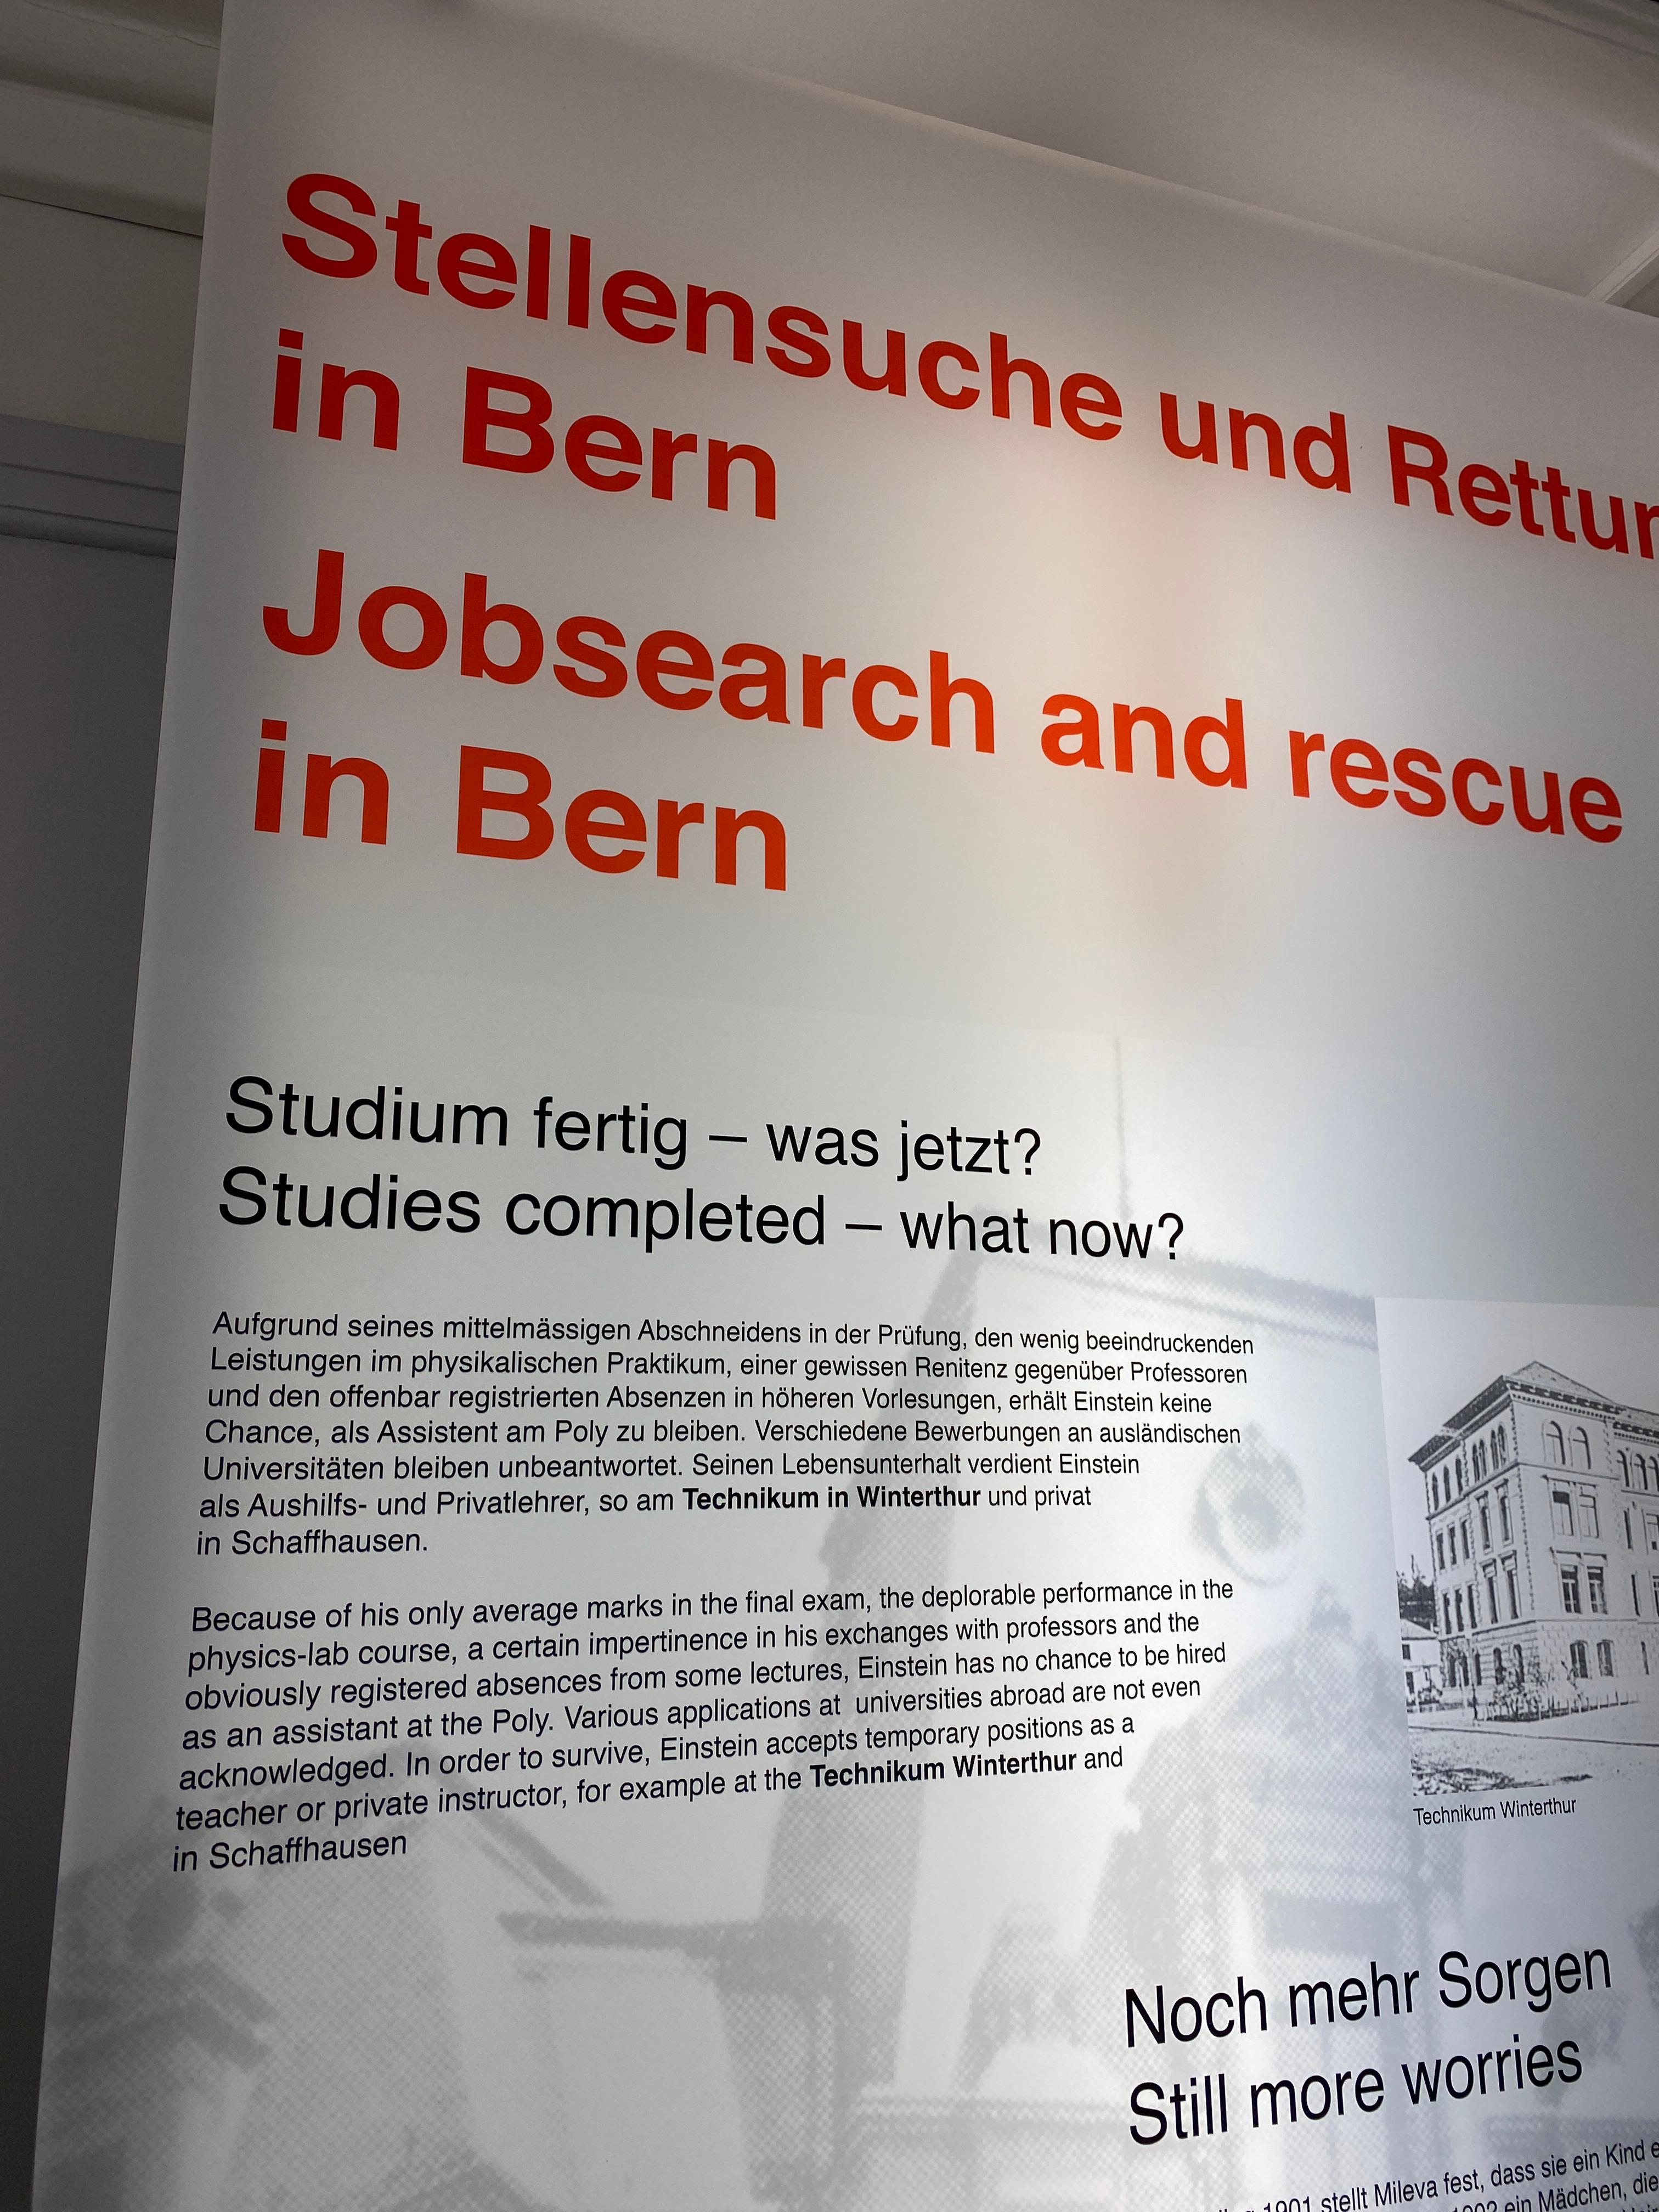 Stellensuche und
in Bern
Jobsearch and rescue
in Bern
Studium fertig – was jetzt?
Studies completed – what now?
Aufgrund seines mittelmässigen Abschneidens in der Prüfung, den wenig beeindruckenden
Leistungen im physikalischen Praktikum, einer gewissen Renitenz gegenüber Professoren
und den offenbar registrierten Absenzen in höheren Vorlesungen, erhält Einstein keine
Chance, als Assistent am Poly zu bleiben. Verschiedene Bewerbungen an ausländischen
Universitäten bleiben unbeantwortet. Seinen Lebensunterhalt verdient Einstein
als Aushilfs- und Privatlehrer, so am Technikum in Winterthur und privat
in Schaffhausen.
Because of his only average marks in the final exam, the deplorable performance in the
physics-lab course, a certain impertinence in his exchanges with professors and the
obviously registered absences from some lectures, Einstein has no chance to be hired
as an assistant at the Poly. Various applications at universities abroad are not even
acknowledged. In order to survive, Einstein accepts temporary positions as a
teacher or private instructor, for example at the Technikum Winterthur and
in Schaffhausen
Technikum Winterthur
Noch mehr Sorgen
Still more worries
1901 stellt Mileva fest, dass sie ein Kind
ein Mädchen, die